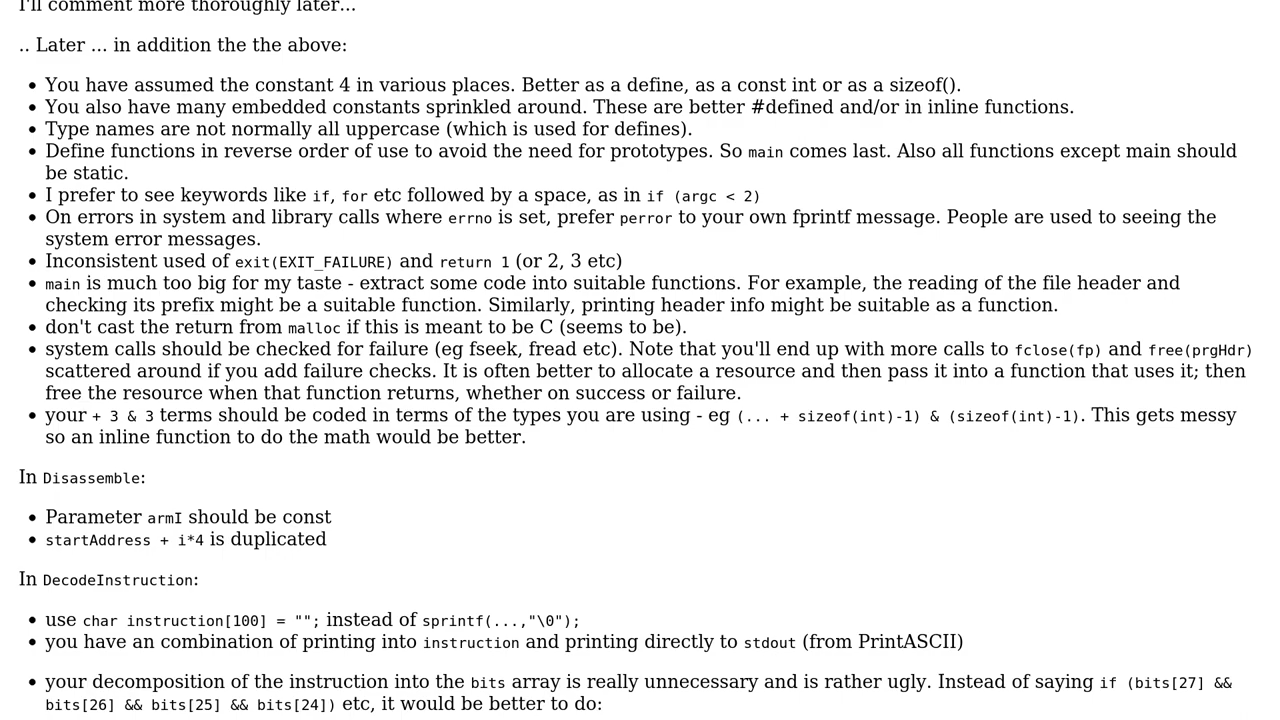 I'll comment more thoroughly later...
.. Later ... in addition the the above:
• You have assumed the constant 4 in various places. Better as a define, as a const int or as a sizeof().
• You also have many embedded constants sprinkled around. These are better #defined and/or in inline functions.
• Type names are not normally all uppercase (which is used for defines).
• Define functions in reverse order of use to avoid the need for prototypes. So main comes last. Also all functions except main should
be static.
• I prefer to see keywords like if, for etc followed by a space, as in if (argc < 2)
• On errors in system and library calls where errno is set, prefer perror to your own fprintf message. People are used to seeing the
system error messages.
• Inconsistent used of exit(EXIT_FAILURE) and return 1 (or 2, 3 etc)
• main is much too big for my taste - extract some code into suitable functions. For example, the reading of the file header and
checking its prefix might be a suitable function. Similarly, printing header info might be suitable as a function.
• don't cast the return from malloc if this is meant to be C (seems to be).
• system calls should be checked for failure (eg fseek, fread etc). Note that you'll end up with more calls to fclose(fp) and free(prgHdr)
scattered around if you add failure checks. It is often better to allocate a resource and then pass it into a function that uses it; then
free the resource when that function returns, whether on success or failure.
• your + 3 & 3 terms should be coded in terms of the types you are using - eg (... + sizeof(int)-1) & (sizeof(int)-1). This gets messy
so an inline function to do the math would be better.
In Disassemble:
• Parameter armI should be const
• startAddress + i*4 is duplicated
In DecodeInstruction:
• use char instruction[100] = ""; instead of sprintf(...,"\0");
• you have an combination of printing into instruction and printing directly to stdout (from PrintASCII)
• your decomposition of the instruction into the bits array is really unnecessary and is rather ugly. Instead of saying if (bits[27] &&
bits[26] && bits[25] && bits[24]) etc, it would be better to do: